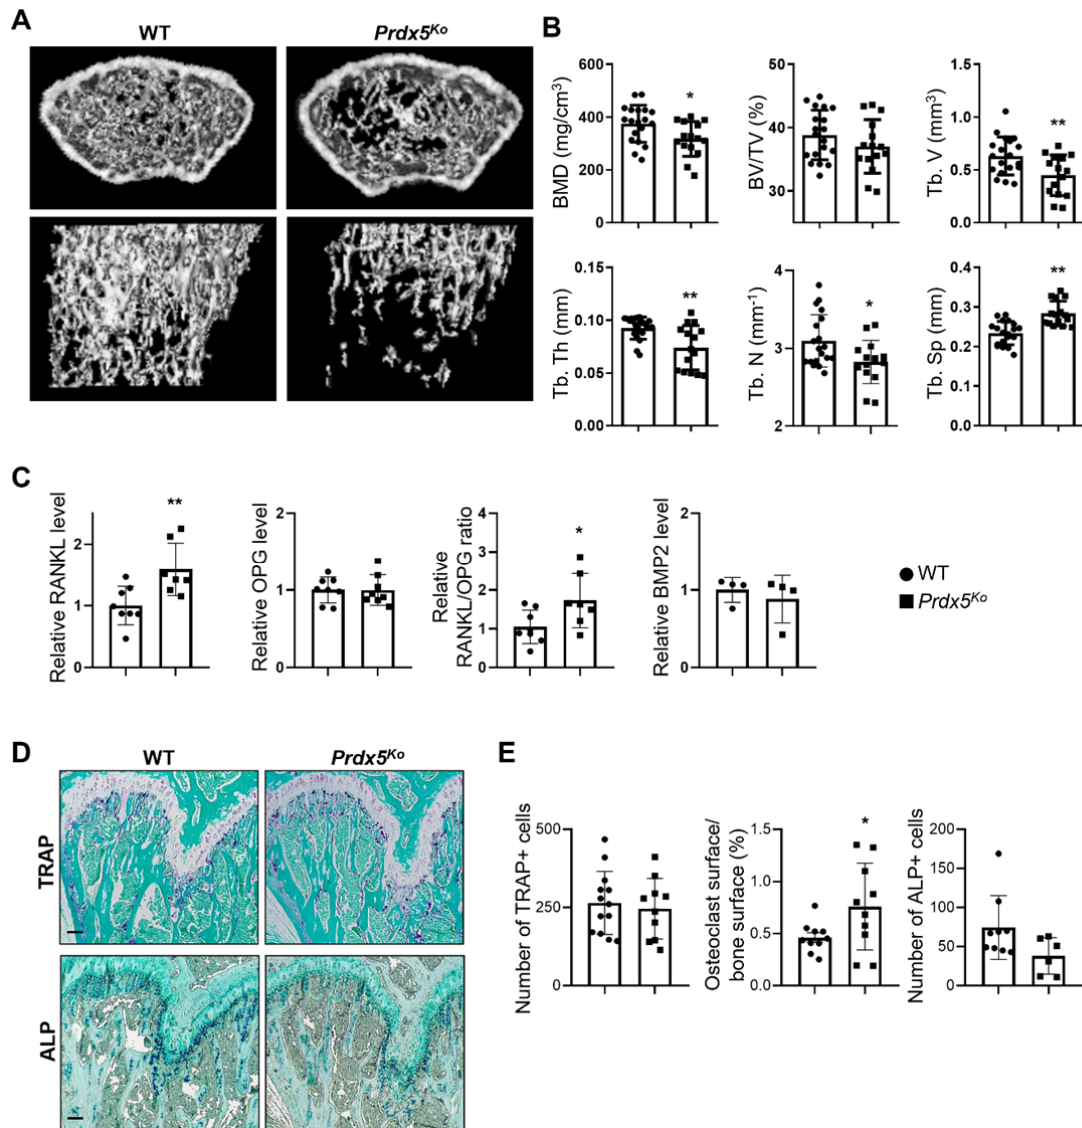 A
WT
Prdx5Ko
B
BMD (mg/cm3)
600
400
200
0
*
BV/TV (%)
50
40
30
Tb. V (mm3)
1.5
1.0
0.5
0.0
**
Tb. Th (mm)
0.15
0.10
0.05
0.00
**
Tb. N (mm-1)
4
3
2
*
Tb. Sp (mm)
0.4
0.3
0.2
0.1
0.0
**
C
Relative RANKL level
2
1
0
**
Relative OPG level
2
1
0
Relative
RANKL/OPG ratio
4
3
2
1
0
*
Relative BMP2 level
2
1
0
WT
Prdx5Ko
D
WT
Prdx5Ko
TRAP
ALP
E
Number of TRAP+ cells
500
250
0
Osteoclast surface/
bone surface (%)
1.5
1.0
0.5
0.0
*
Number of ALP+ cells
200
150
100
50
0